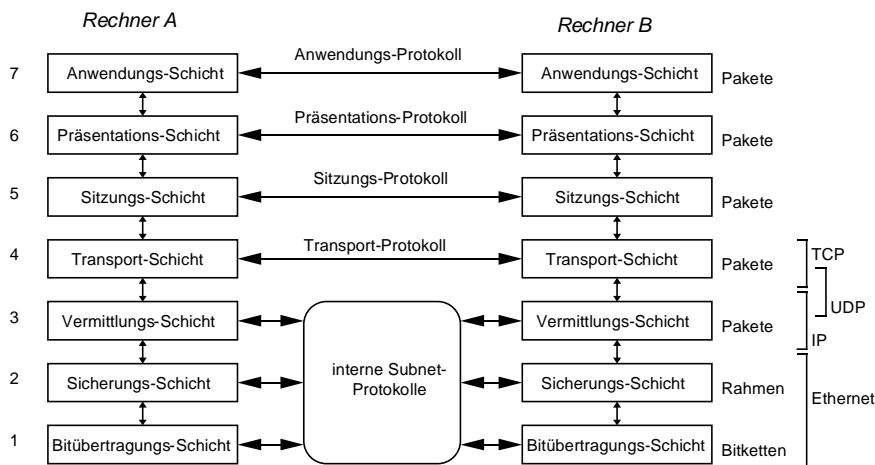 Rechner A
Rechner B
Anwendungs-Protokoll
7 Anwendungs-Schicht Anwendungs-Schicht Pakete
Präsentations-Protokoll
6 Präsentations-Schicht Präsentations-Schicht Pakete
Sitzungs-Protokoll
5 Sitzungs-Schicht Sitzungs-Schicht Pakete
Transport-Protokoll
4 Transport-Schicht Transport-Schicht Pakete TCP
UDP
3 Vermittlungs-Schicht Vermittlungs-Schicht Pakete IP
interne Subnet-
Protokolle
2 Sicherungs-Schicht Sicherungs-Schicht Rahmen Ethernet
1 Bitübertragungs-Schicht Bitübertragungs-Schicht Bitketten